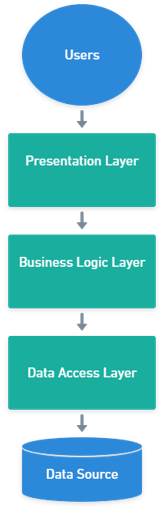 Users
Presentation Layer
Business Logic Layer
Data Access Layer
Data Source